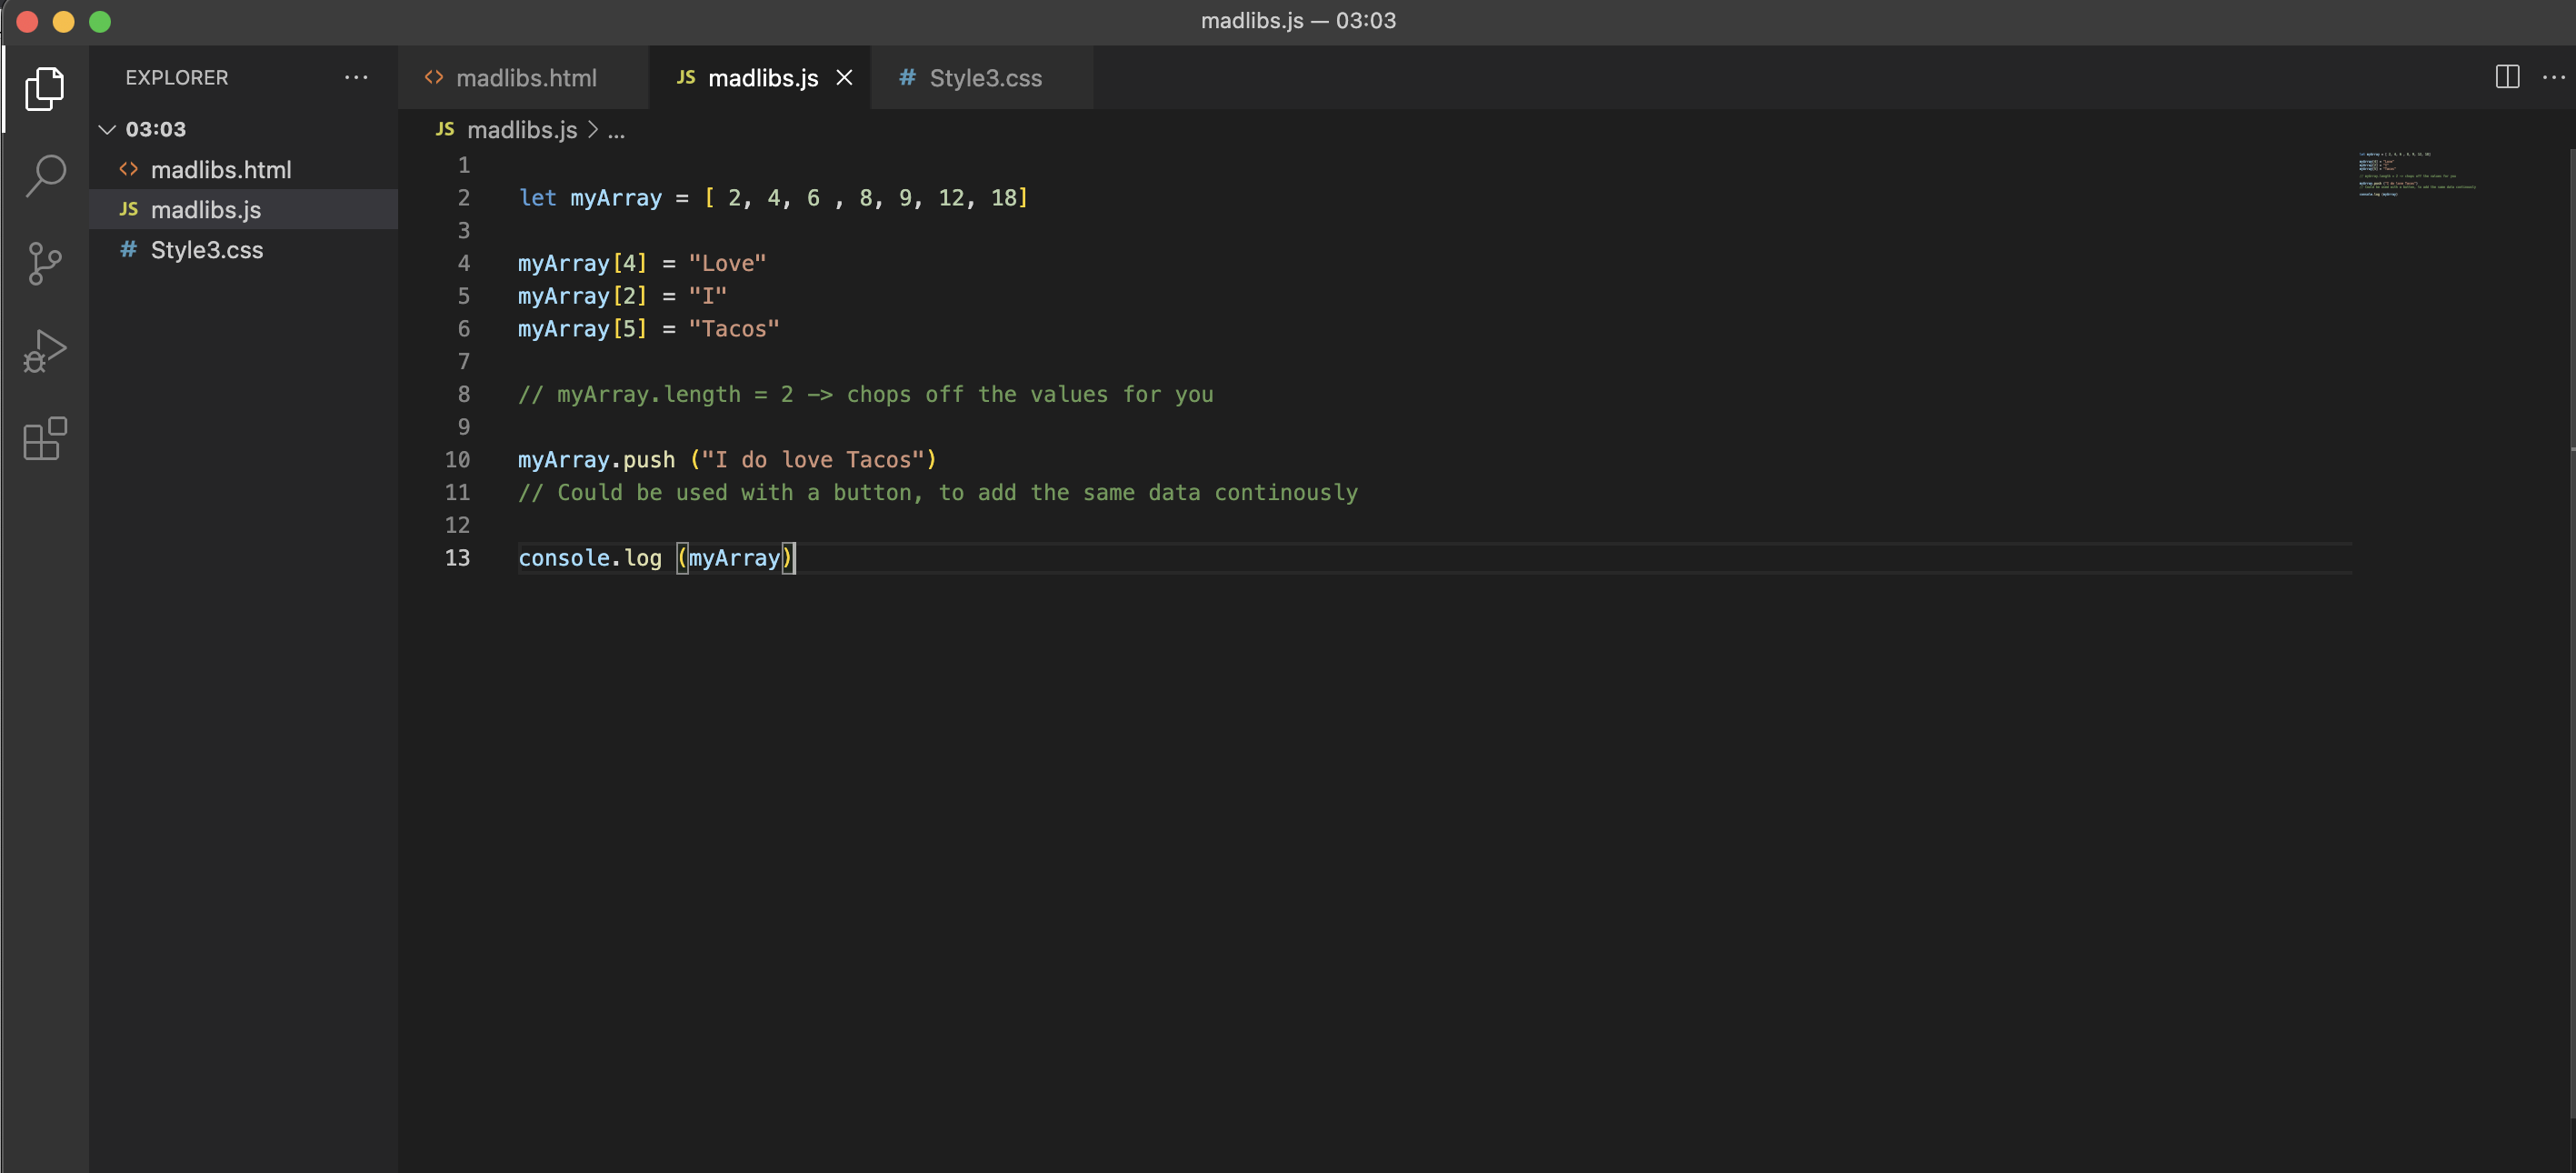 madlibs.js — 03:03
EXPLORER
03:03
madlibs.html
JS madlibs.js
# Style3.css
madlibs.html
JS madlibs.js
# Style3.css
JS madlibs.js > ...
1
2 let myArray = [ 2, 4, 6 , 8, 9, 12, 18]
3
4 myArray[4] = "Love"
5 myArray[2] = "I"
6 myArray[5] = "Tacos"
7
8 // myArray.length = 2 -> chops off the values for you
9
10 myArray.push ("I do love Tacos")
11 // Could be used with a button, to add the same data continously
12
13 console.log (myArray)